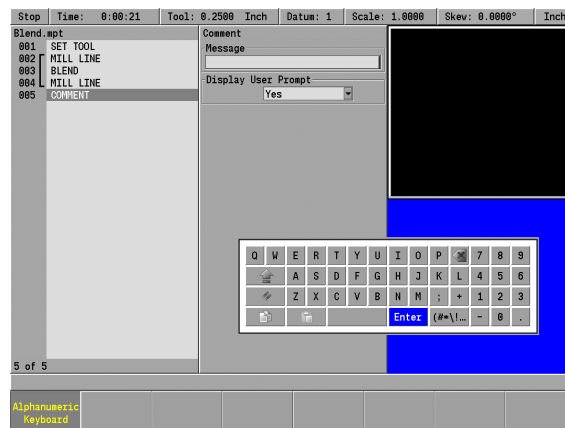 Stop Time: 0:00:21 Tool: 0.2500 Inch Datum: 1 Scale: 1.0000 Skew: 0.0000° Inch
Blend.mpt
001 SET TOOL
002 MILL LINE
003 BLEND
004 MILL LINE
005 COMMENT
5 of 5
Comment
Message
Display User Prompt
Yes
Q W E R T Y U I O P 7 8 9
A S D F G H J K L 4 5 6
Z X C V B N M ; + 1 2 3
Enter (#*\!… - 0 .
Alphanumeric
Keyboard